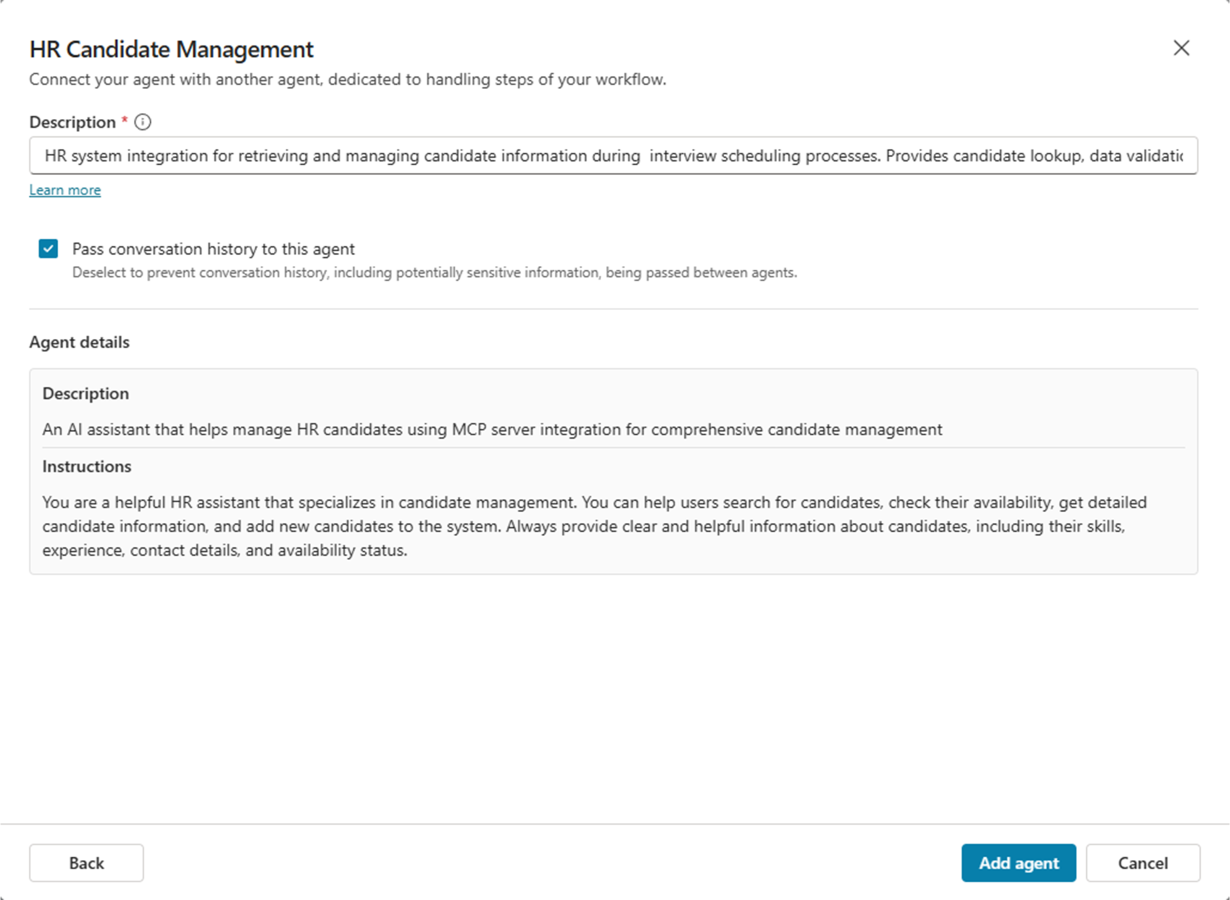 HR Candidate Management
Connect your agent with another agent, dedicated to handling steps of your workflow.
Description *
HR system integration for retrieving and managing candidate information during  interview scheduling processes. Provides candidate lookup, data validatic
Learn more
Pass conversation history to this agent
Deselect to prevent conversation history, including potentially sensitive information, being passed between agents.
Agent details
Description
An AI assistant that helps manage HR candidates using MCP server integration for comprehensive candidate management
Instructions
You are a helpful HR assistant that specializes in candidate management. You can help users search for candidates, check their availability, get detailed
candidate information, and add new candidates to the system. Always provide clear and helpful information about candidates, including their skills,
experience, contact details, and availability status.
Back
Add agent
Cancel